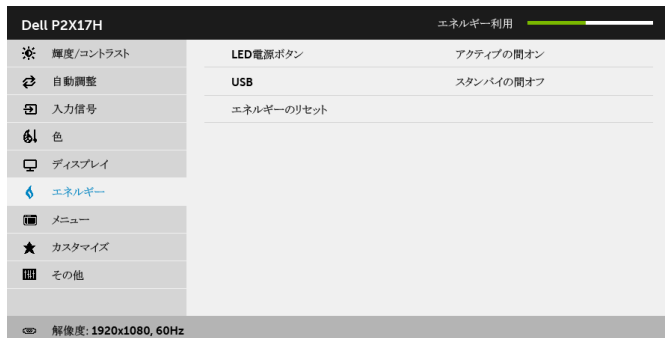 Dell P2X17H
エネルギー利用
輝度/コントラスト
LED電源ボタン
アクティブの間オン
自動調整
USB
スタンバイの間オフ
入力信号
エネルギーのリセット
色
ディスプレイ
エネルギー
メニュー
カスタマイズ
その他
解像度: 1920x1080, 60Hz